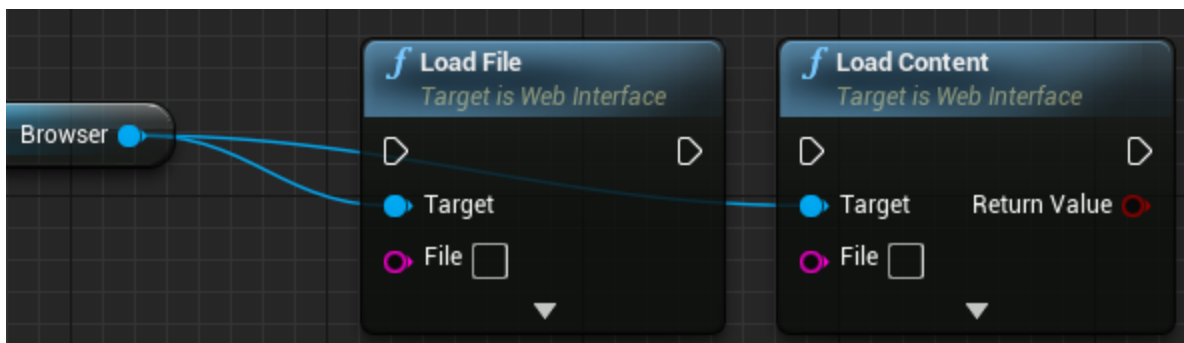 Browser
f Load File
Target is Web Interface
Target
File
f Load Content
Target is Web Interface
Target
Return Value
File